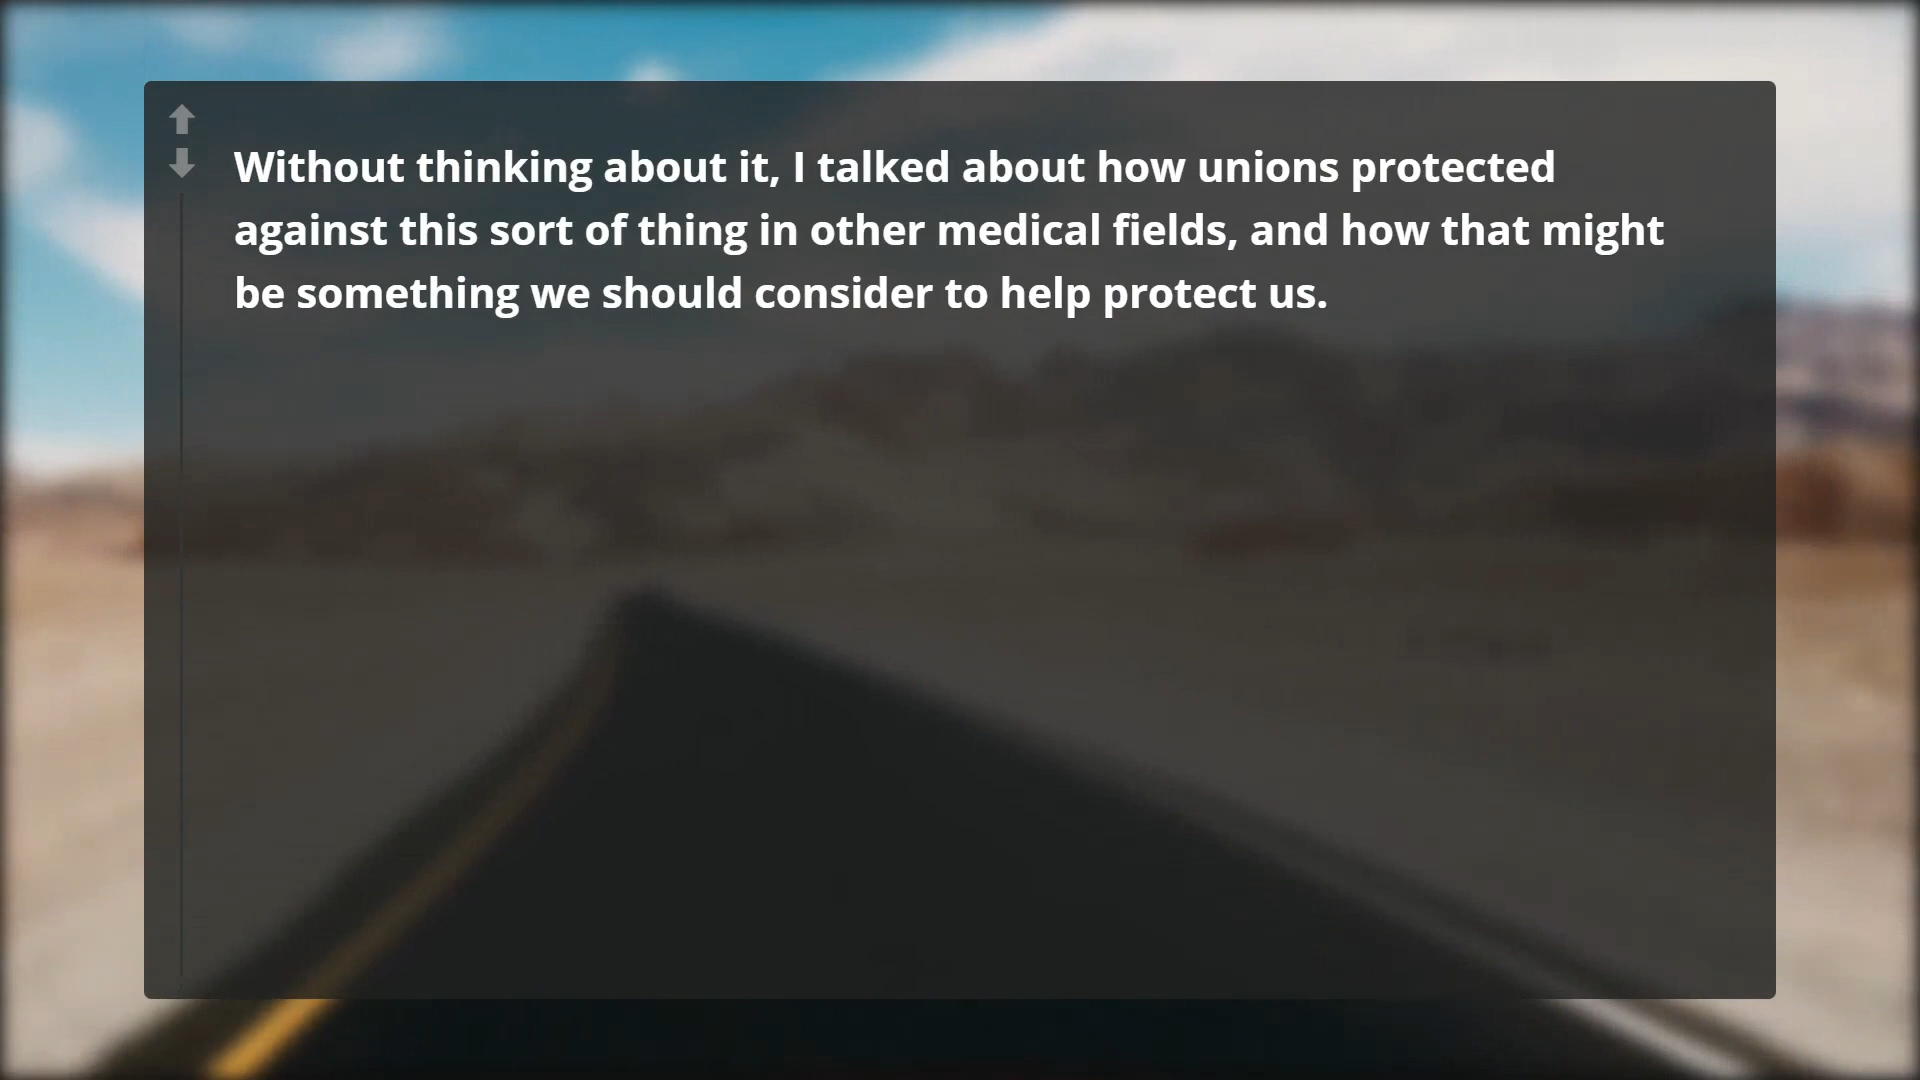 Without thinking about it, I talked about how unions protected
against this sort of thing in other medical fields, and how that might
be something we should consider to help protect us.